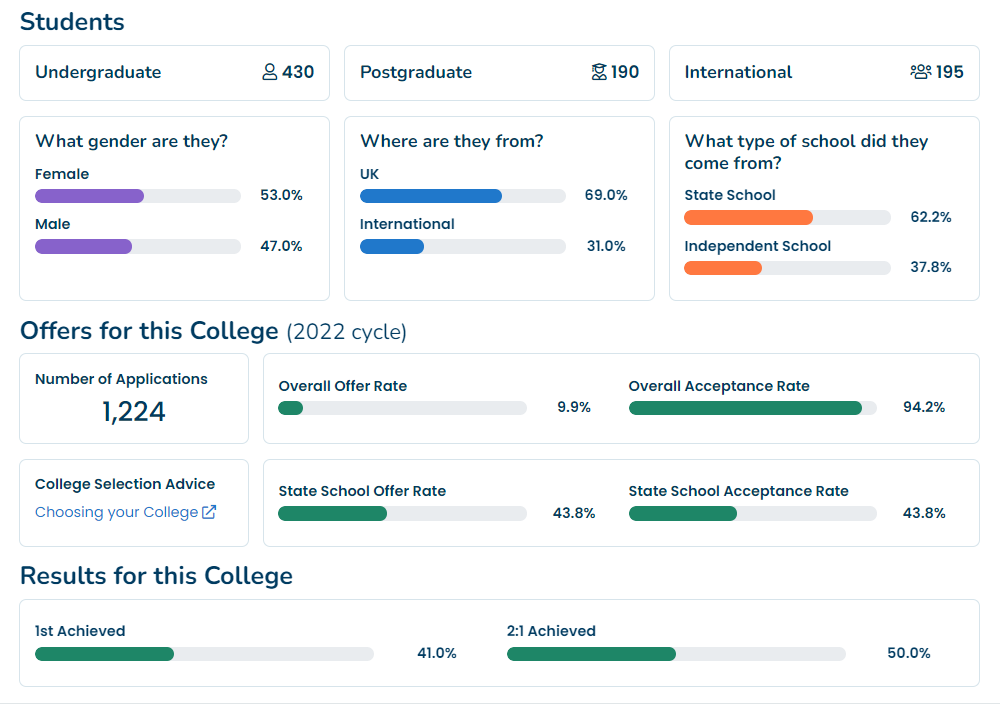 Students
Undergraduate 430
Postgraduate 190
International 195
What gender are they?
Female
53.0%
Male
47.0%
Where are they from?
UK
69.0%
International
31.0%
What type of school did they
come from?
State School
62.2%
Independent School
37.8%
Offers for this College (2022 cycle)
Number of Applications
1,224
Overall Offer Rate
9.9%
Overall Acceptance Rate
94.2%
College Selection Advice
Choosing your College
State School Offer Rate
43.8%
State School Acceptance Rate
43.8%
Results for this College
1st Achieved
41.0%
2:1 Achieved
50.0%